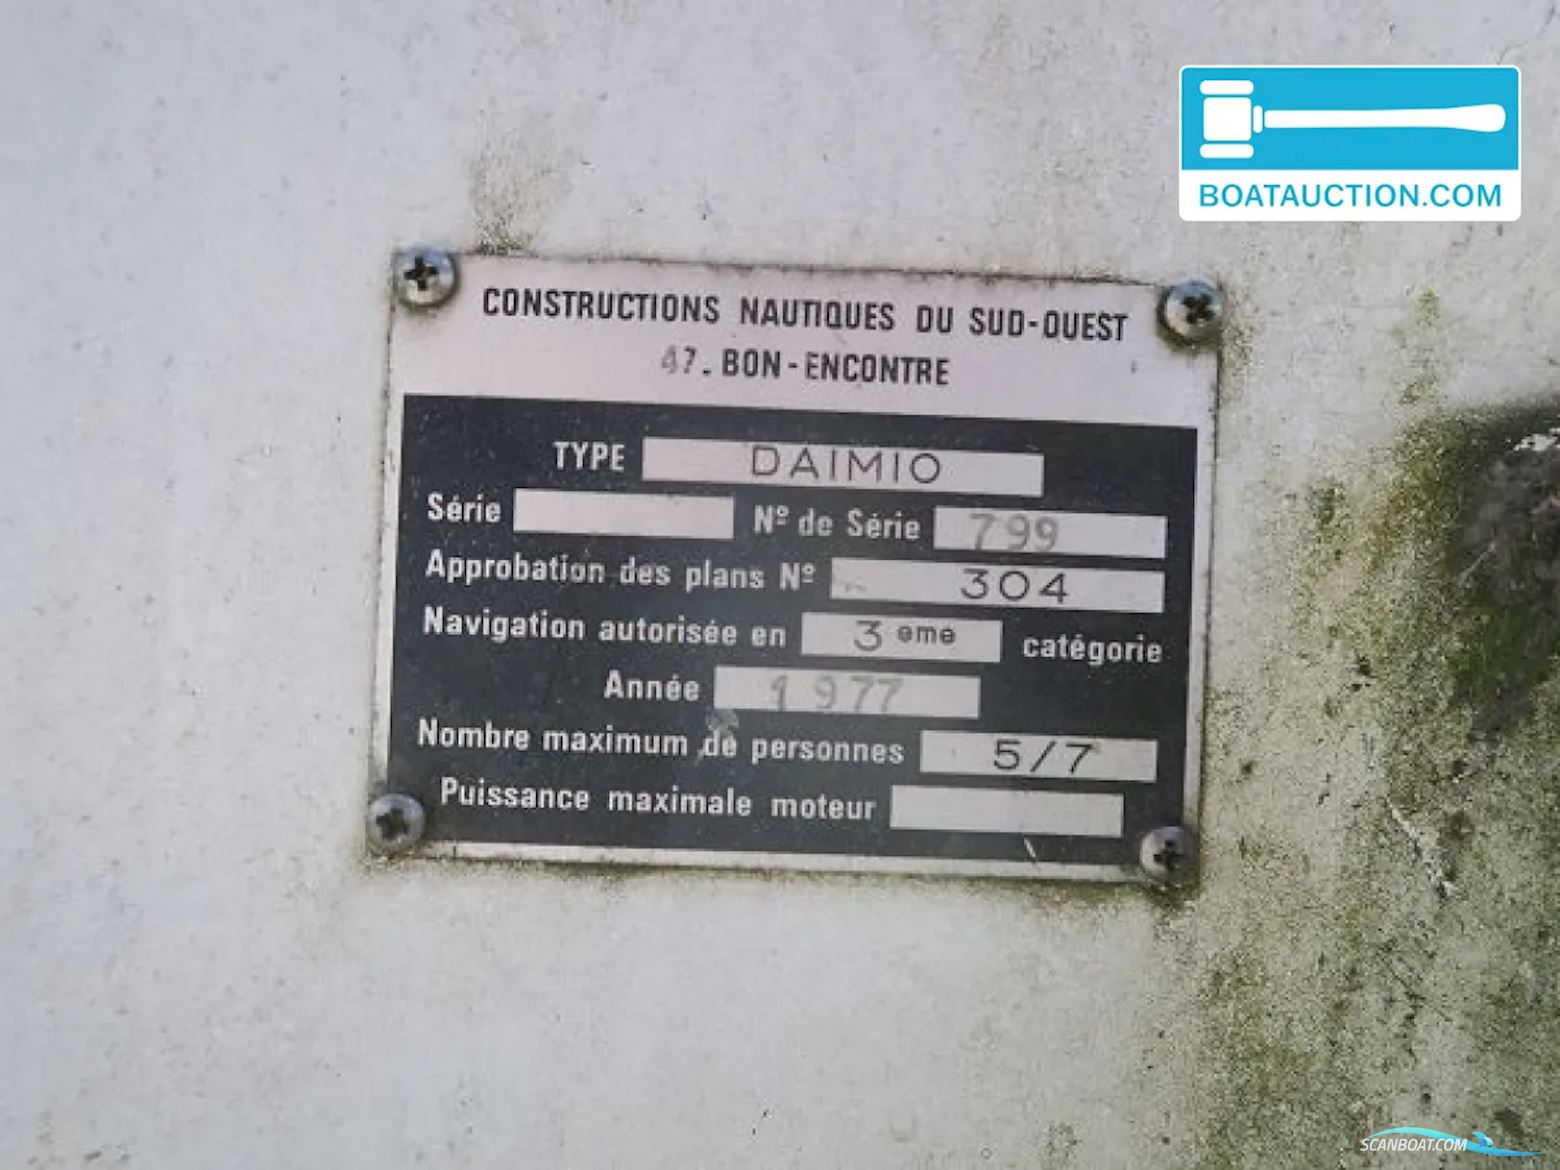 BOATAUCTION.COM
CONSTRUCTIONS NAUTIQUES DU SUD-OUEST
47. BON-ENCONTRE
TYPE DAIMIO
Série Nº de Série 799
Approbation des plans Nº 304
Navigation autorisée en 3 eme catégorie
Année 1977
Nombre maximum de personnes 5/7
Puissance maximale moteur
SCANBOAT.COM